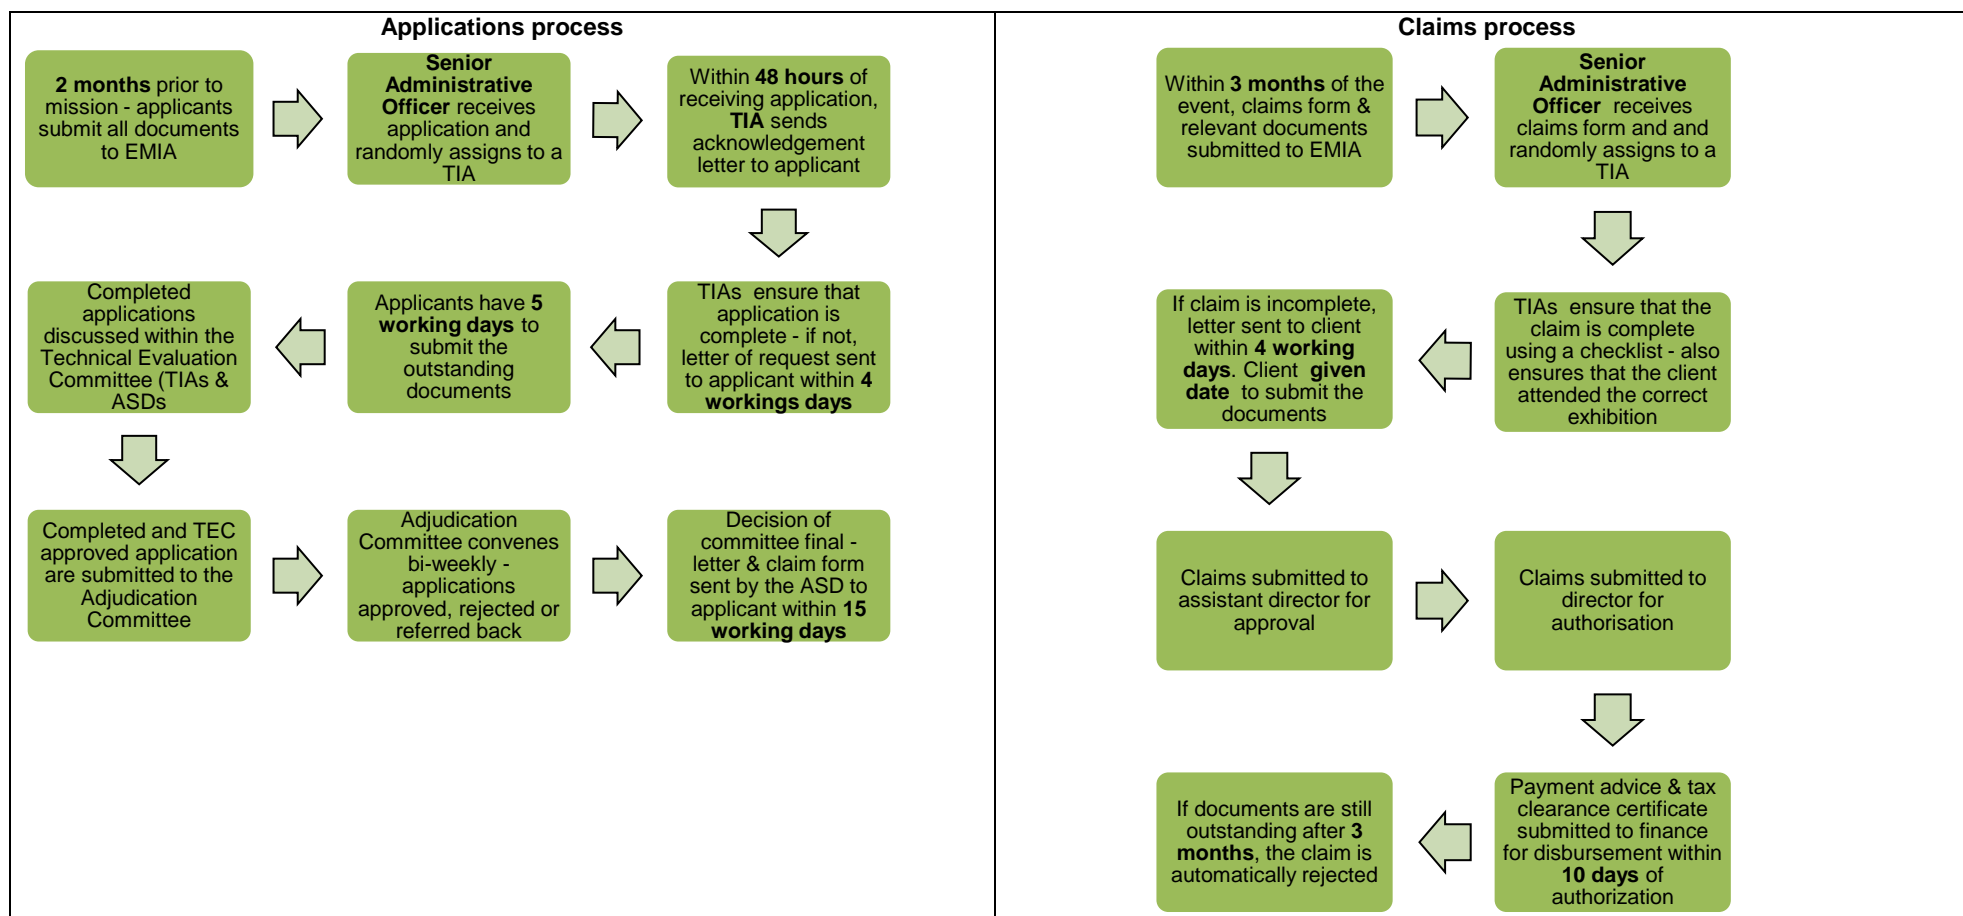 Applications process
2 months prior to
mission - applicants
submit all documents
to EMIA
Senior
Administrative
Officer receives
application and
randomly assigns to a
TIA
Within 48 hours of
receiving application,
TIA sends
acknowledgement
letter to applicant
TIAs ensure that
application is
complete - if not,
letter of request sent
to applicant within 4
workings days
Applicants have 5
working days to
submit the
outstanding
documents
Completed
applications
discussed within the
Technical Evaluation
Committee (TIAs &
ASDs
Completed and TEC
approved application
are submitted to the
Adjudication
Committee
Adjudication
Committee convenes
bi-weekly -
applications
approved, rejected or
referred back
Decision of
committee final -
letter & claim form
sent by the ASD to
applicant within 15
working days
Claims process
Within 3 months of the
event, claims form &
relevant documents
submitted to EMIA
Senior
Administrative
Officer receives
claims form and and
randomly assigns to a
TIA
TIAs ensure that the
claim is complete
using a checklist - also
ensures that the client
attended the correct
exhibition
If claim is incomplete,
letter sent to client
within 4 working
days. Client given
date to submit the
documents
Claims submitted to
assistant director for
approval
Claims submitted to
director for
authorisation
Payment advice & tax
clearance certificate
submitted to finance
for disbursement within
10 days of
authorization
If documents are still
outstanding after 3
months, the claim is
automatically rejected